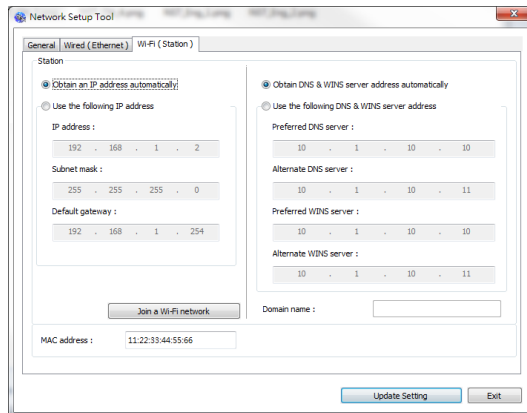 Network Setup Tool
General
Wired ( Ethernet )
Wi-Fi ( Station )
Station
Obtain an IP address automatically
Use the following IP address
IP address :
192 . 168 . 1 . 2
Subnet mask :
255 . 255 . 255 . 0
Default gateway :
192 . 168 . 1 . 254
Join a Wi-Fi network
Obtain DNS & WINS server address automatically
Use the following DNS & WINS server address
Preferred DNS server :
10 . 1 . 10 . 10
Alternate DNS server :
10 . 1 . 10 . 11
Preferred WINS server :
10 . 1 . 10 . 10
Alternate WINS server :
10 . 1 . 10 . 11
Domain name :
MAC address :
11:22:33:44:55:66
Update Setting
Exit